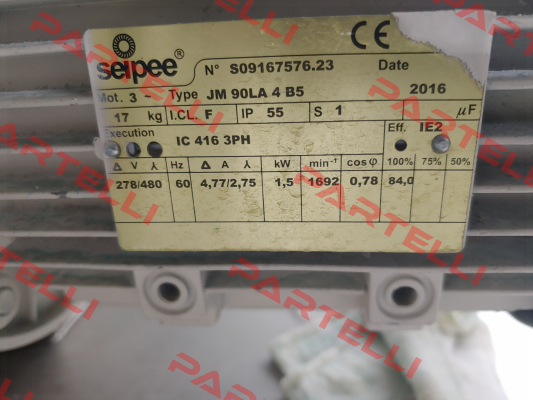 seipee®
CE
N° S09167576.23 Date
Mot. 3 ~ Type JM 90LA 4 B5 2016
17 kg I.CL. F IP 55 S 1 µF
Execution IC 416 3PH Eff. IE2
Δ V Y Hz Δ A Y kW min⁻¹ cosφ 100% 75% 50%
278/480 60 4,77/2,75 1,5 1692 0,78 84,0
PARTELLI
PARTELLI
PARTELLI
PARTELLI
PARTELLI
PARTELLI